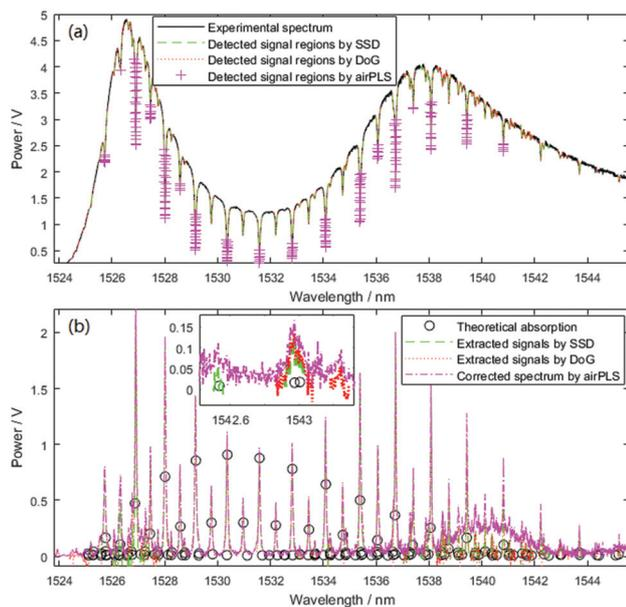 (a)
Experimental spectrum
Detected signal regions by SSD
Detected signal regions by DoG
Detected signal regions by airPLS
Power / V
5
4.5
4
3.5
3
2.5
2
1.5
1
0.5
1524 1526 1528 1530 1532 1534 1536 1538 1540 1542 1544
Wavelength / nm
(b)
Theoretical absorption
Extracted signals by SSD
Extracted signals by DoG
Corrected spectrum by airPLS
0.15
0.1
0.05
0
1542.6 1543
Power / V
2
1.5
1
0.5
0
1524 1526 1528 1530 1532 1534 1536 1538 1540 1542 1544
Wavelength / nm